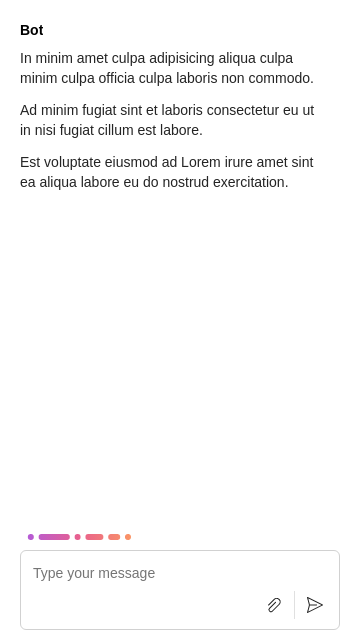 Bot
In minim amet culpa adipisicing aliqua culpa
minim culpa officia culpa laboris non commodo.
Ad minim fugiat sint et laboris consectetur eu ut
in nisi fugiat cillum est labore.
Est voluptate eiusmod ad Lorem irure amet sint
ea aliqua labore eu do nostrud exercitation.
Type your message